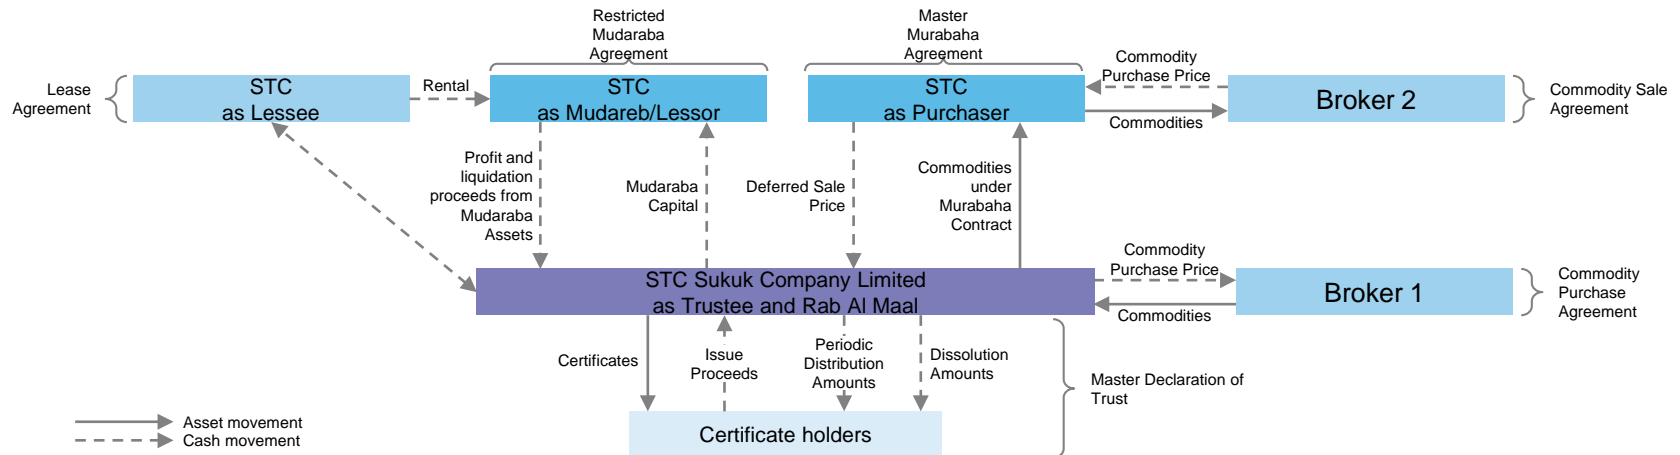 Restricted
Mudaraba
Agreement
Master
Murabaha
Agreement
Lease
Agreement
STC
as Lessee
Rental
STC
as Mudareb/Lessor
STC
as Purchaser
Commodity
Purchase Price
Commodities
Broker 2
Commodity Sale
Agreement
Profit and
liquidation
proceeds from
Mudaraba
Assets
Mudaraba
Capital
Deferred Sale
Price
Commodities
under
Murabaha
Contract
STC Sukuk Company Limited
as Trustee and Rab Al Maal
Commodity
Purchase Price
Commodities
Broker 1
Commodity
Purchase
Agreement
Certificates
Issue
Proceeds
Periodic
Distribution
Amounts
Dissolution
Amounts
Master Declaration of
Trust
Certificate holders
Asset movement
Cash movement